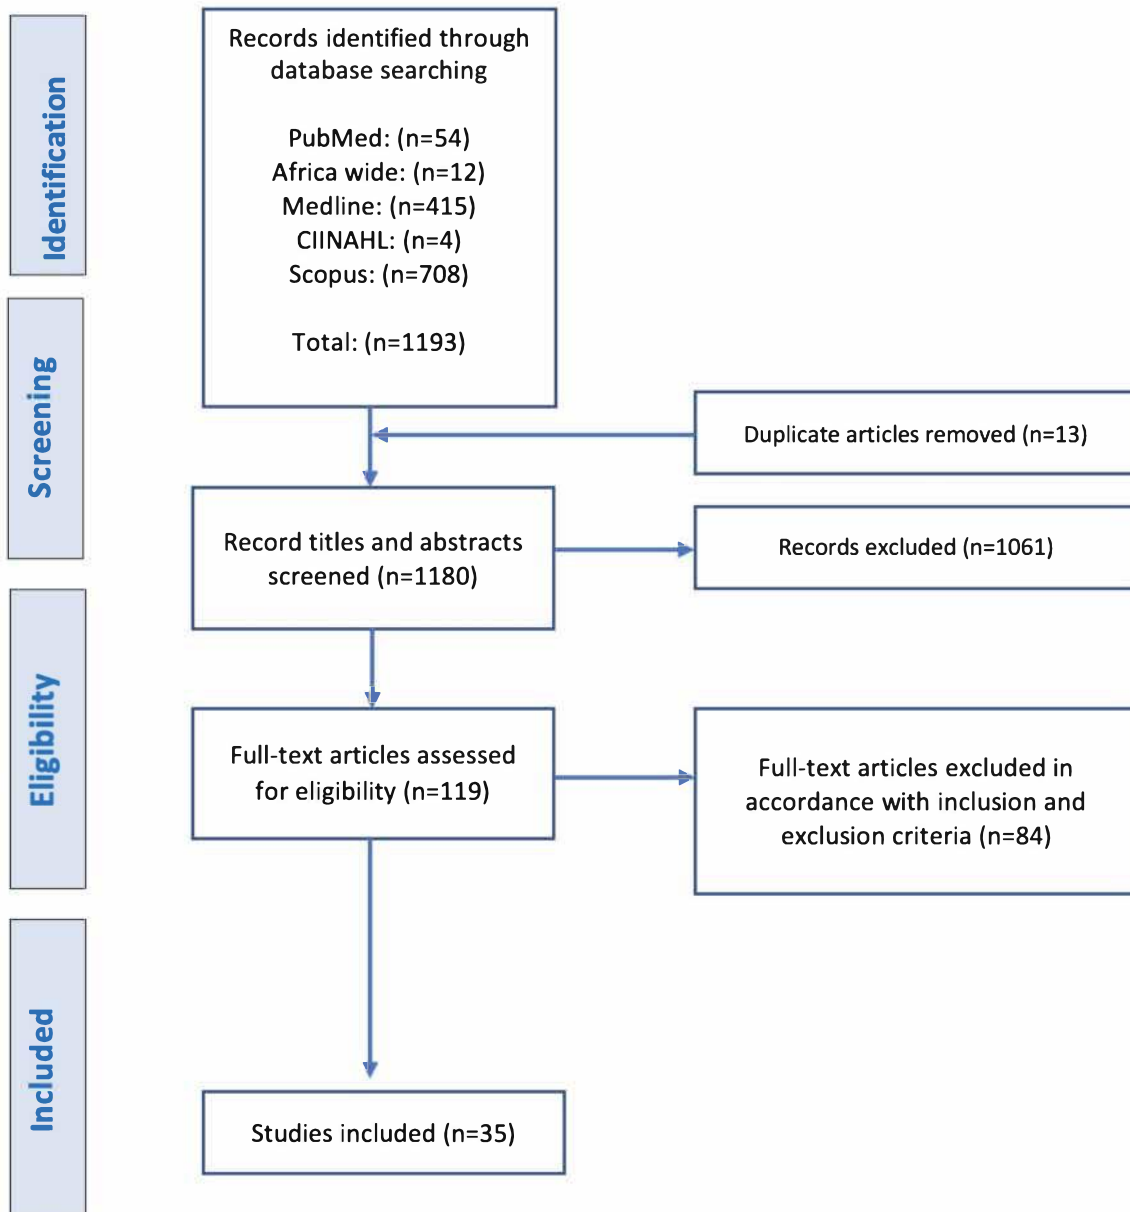 Identification
Records identified through
database searching
PubMed: (n=54)
Africa wide: (n=12)
Medline: (n=415)
CIINAHL: (n=4)
Scopus: (n=708)
Total: (n=1193)
Screening
Duplicate articles removed (n=13)
Record titles and abstracts
screened (n=1180)
Records excluded (n=1061)
Eligibility
Full-text articles assessed
for eligibility (n=119)
Full-text articles excluded in
accordance with inclusion and
exclusion criteria (n=84)
Included
Studies included (n=35)